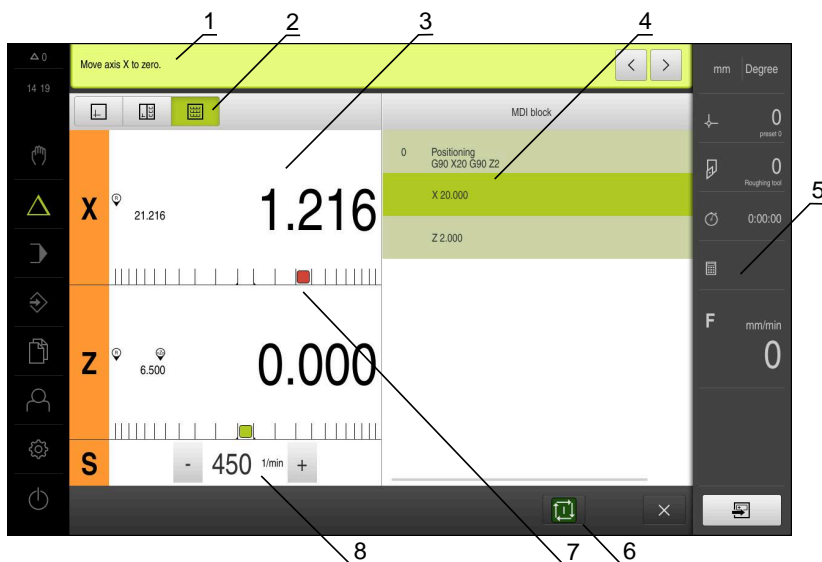 1
2
3
4
0
14 19
Move axis X to zero.
< >
mm Degree
MDI block
0
preset 0
0 Positioning
G90 X20 G90 Z2
X 20.000
Z 2.000
0
Roughing tool
5
0:00:00
X
R
21.216
1.216
F mm/min
0
Z
R
6.500
0.000
S
- 450 1/min +
8
7
6